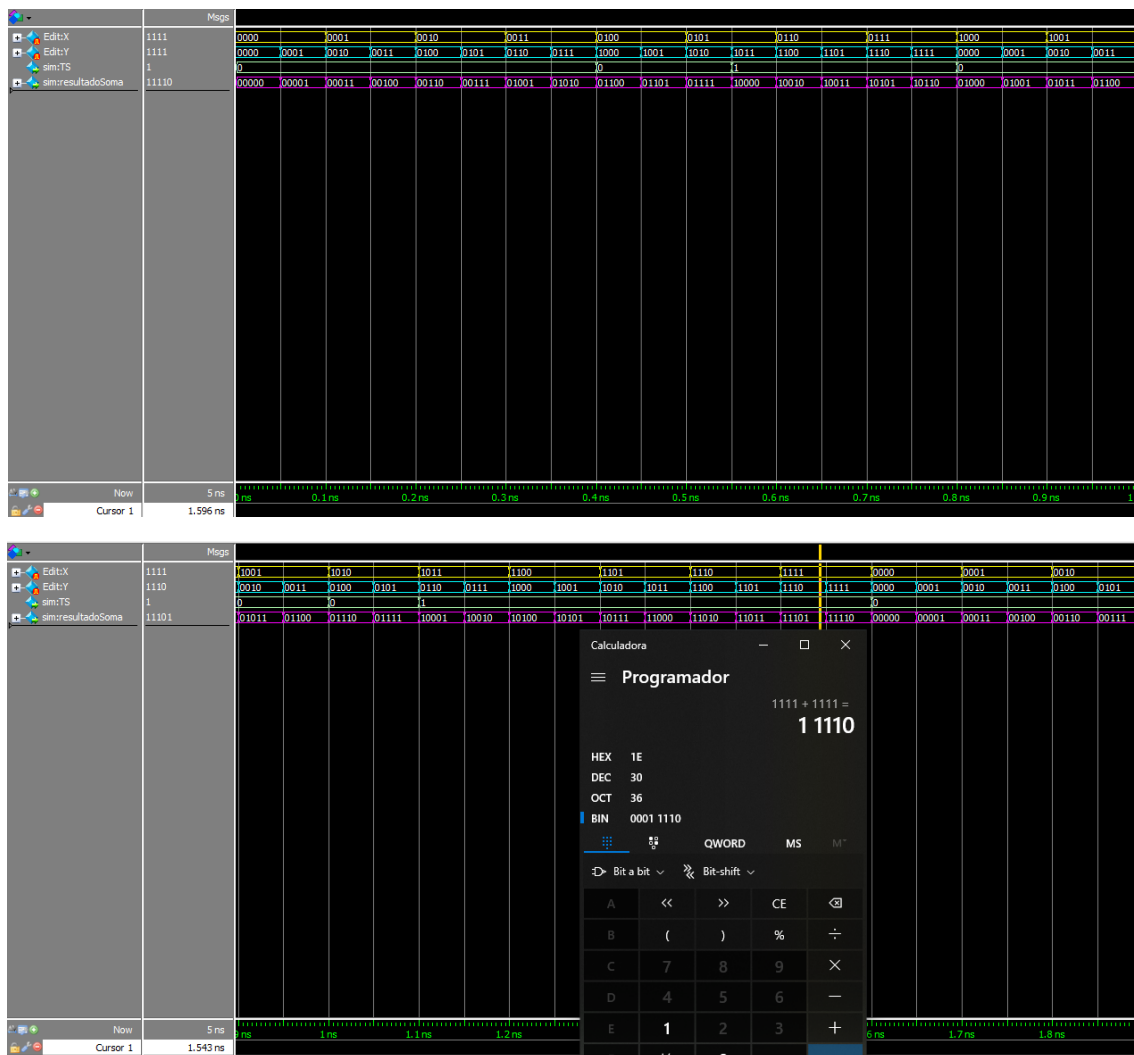 Msgs
Edit:X 1111 0000 0001 0010 0011 0100 0101 0110 0111 1000 1001
Edit:Y 1111 0000 0001 0010 0011 0100 0101 0110 0111 1000 1001 1010 1011 1100 1101 1110 1111 0000 0001 0010 0011
sim:TS 1 0 0 1 0
sim:resultadoSoma 11110 00000 00001 00011 00100 00110 00111 01001 01010 01100 01101 01111 10000 10010 10011 10101 10110 01000 01001 01011 01100
Now 5 ns 0.1 ns 0.2 ns 0.3 ns 0.4 ns 0.5 ns 0.6 ns 0.7 ns 0.8 ns 0.9 ns
Cursor 1 1.596 ns
Msgs
Edit:X 1111 1001 1010 1011 1100 1101 1110 1111 0000 0001 0010
Edit:Y 1110 0010 0011 0100 0101 0110 0111 1000 1001 1010 1011 1100 1101 1110 1111 0000 0001 0010 0011 0100 0101
sim:TS 1 0 0 1 0
sim:resultadoSoma 11101 01011 01100 01110 01111 10001 10010 10100 10101 10111 11000 11010 11011 11101 11110 00000 00001 00011 00100 00110 00111
Calculadora
Programador
1111 + 1111 =
1 1110
HEX 1E
DEC 30
OCT 36
BIN 0001 1110
QWORD MS M
Bit a bit Bit-shift
A << >> CE
B ( ) % ÷
C 7 8 9 ×
D 4 5 6 −
E 1 2 3 +
Now 5 ns 1 ns 1.1 ns 1.2 ns 1.7 ns 1.8 ns
Cursor 1 1.543 ns